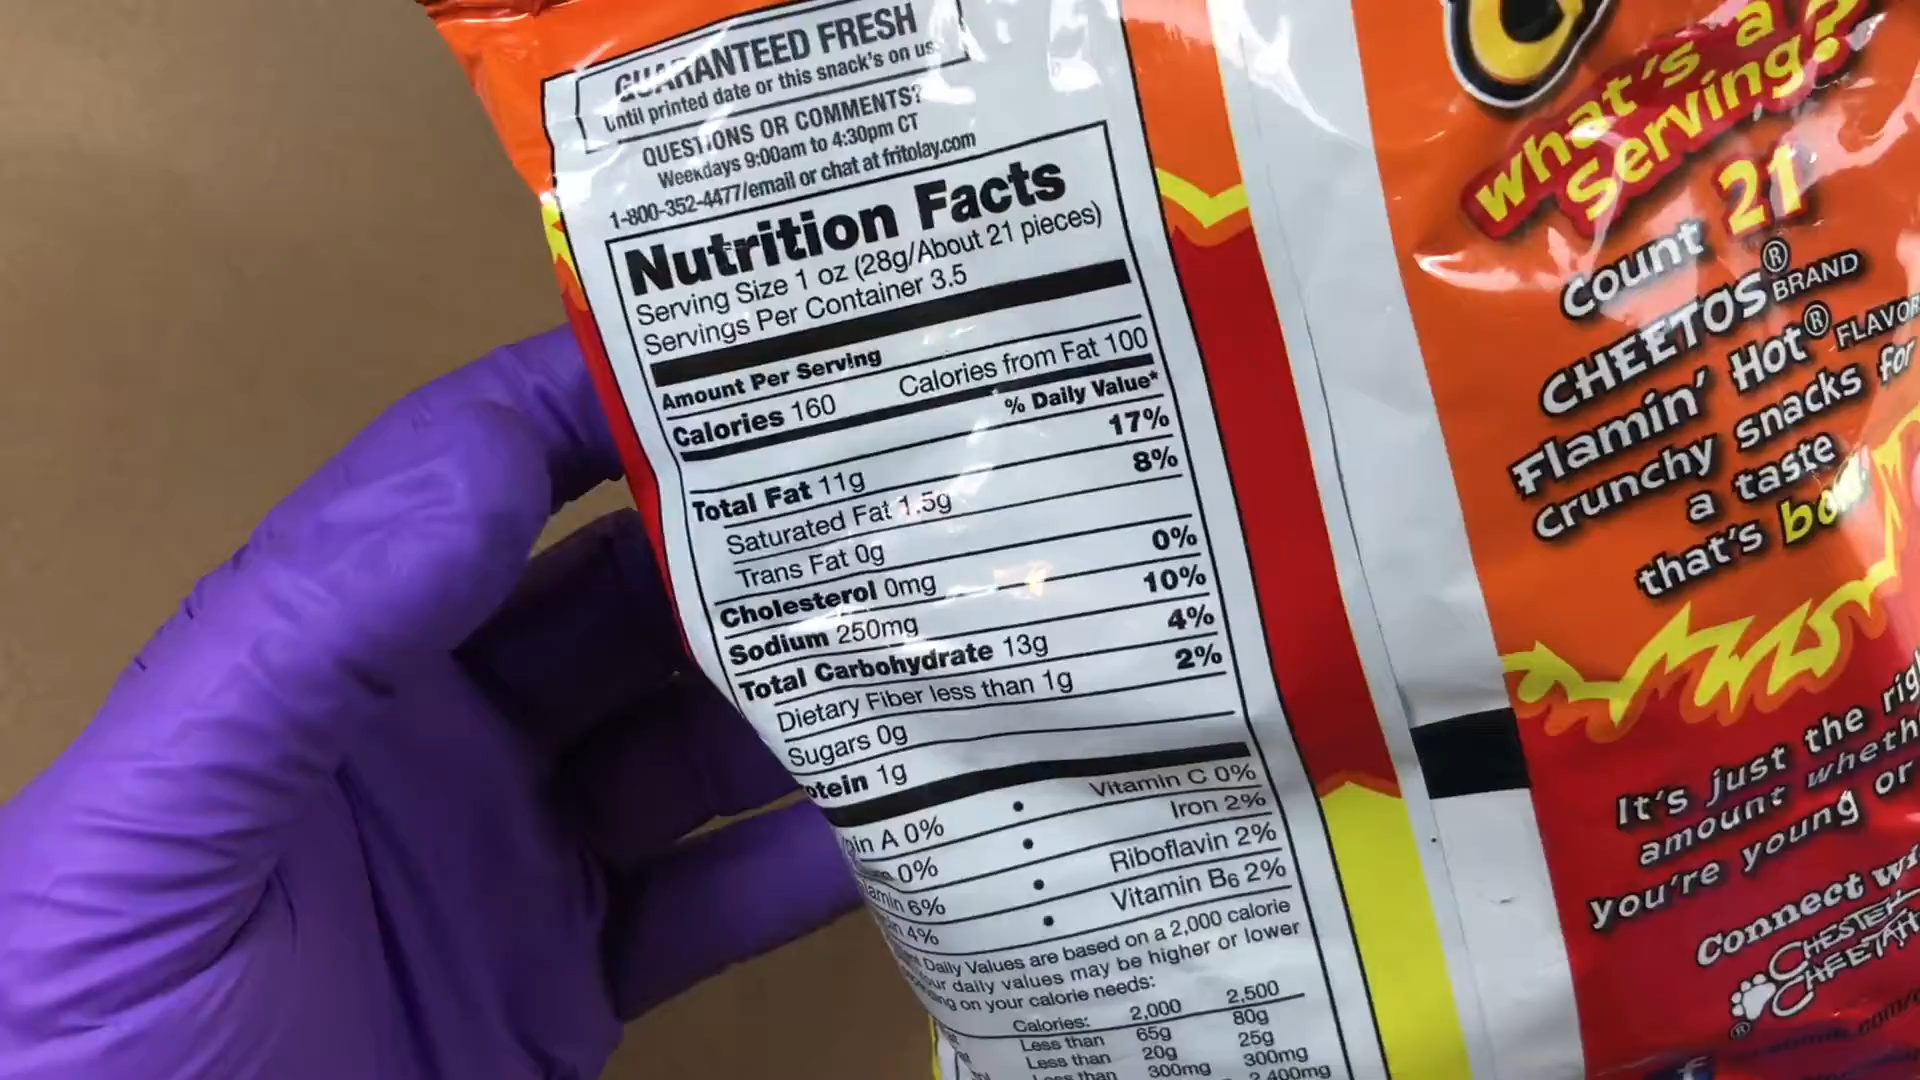 GUARANTEED FRESH
Until printed date or this snack's on us.
QUESTIONS OR COMMENTS?
Weekdays 9:00am to 4:30pm CT
1-800-352-4477/email or chat at fritolay.com
Nutrition Facts
Serving Size 1 oz (28g/About 21 pieces)
Servings Per Container 3.5
Amount Per Serving
Calories 160 Calories from Fat 100
% Daily Value*
Total Fat 11g 17%
Saturated Fat 1.5g 8%
Trans Fat 0g
Cholesterol 0mg 0%
Sodium 250mg 10%
Total Carbohydrate 13g 4%
Dietary Fiber less than 1g 2%
Sugars 0g
otein 1g
min A 0% • Vitamin C 0%
0% • Iron 2%
amin 6% • Riboflavin 2%
in 4% • Vitamin B6 2%
Daily Values are based on a 2,000 calorie
our daily values may be higher or lower
ing on your calorie needs:
Calories: 2,000 2,500
Less than 65g 80g
Less than 20g 25g
Less than 300mg 300mg
2,400mg
What's a
Serving?
Count 21
CHEETOS® BRAND
Flamin' Hot® FLAVOR
crunchy snacks for
a taste
that's bold.
It's just the rig
amount wheth
you're young or
Connect wi
CHESTER
CHEETAH
®
f
.com/